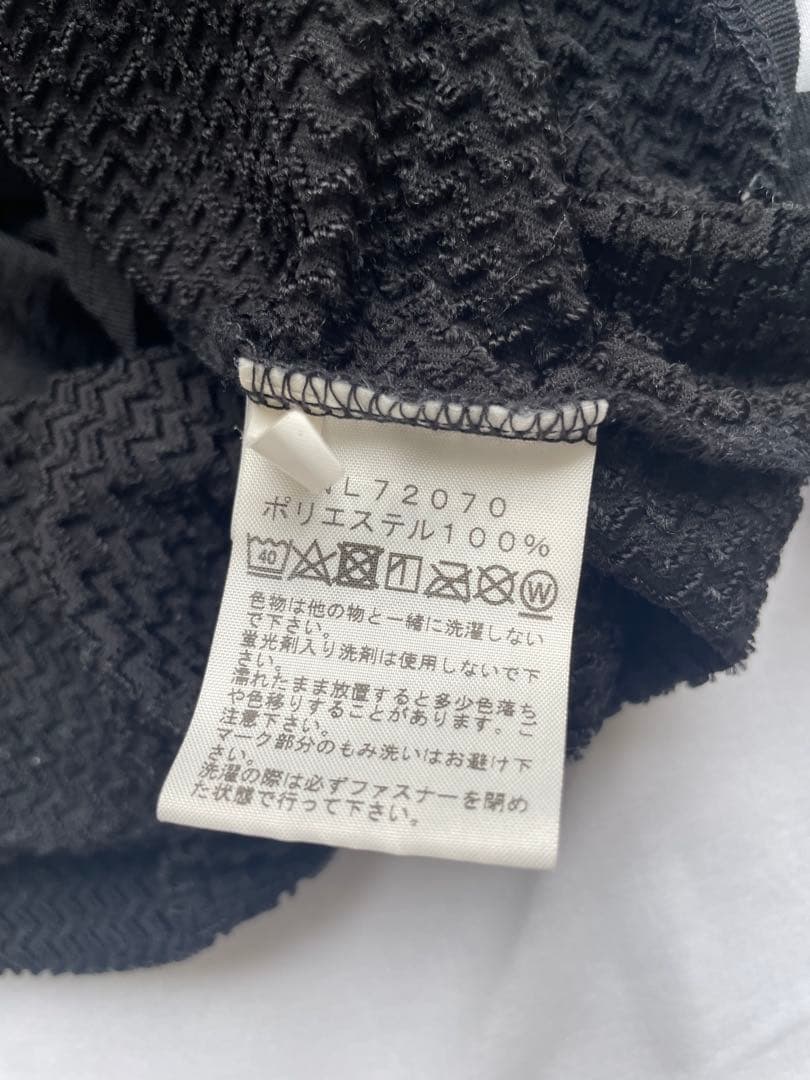 L72070
ポリエステル100%
40 W
色物は他の物と一緒に洗濯しない
で下さい。
蛍光剤入り洗剤は使用しないで下
さい。
濡れたまま放置すると多少色落ち
や色移りすることがあります。ご
注意下さい。
マーク部分のもみ洗いはお避け下
さい。
洗濯の際は必ずファスナーを閉め
た状態で行って下さい。